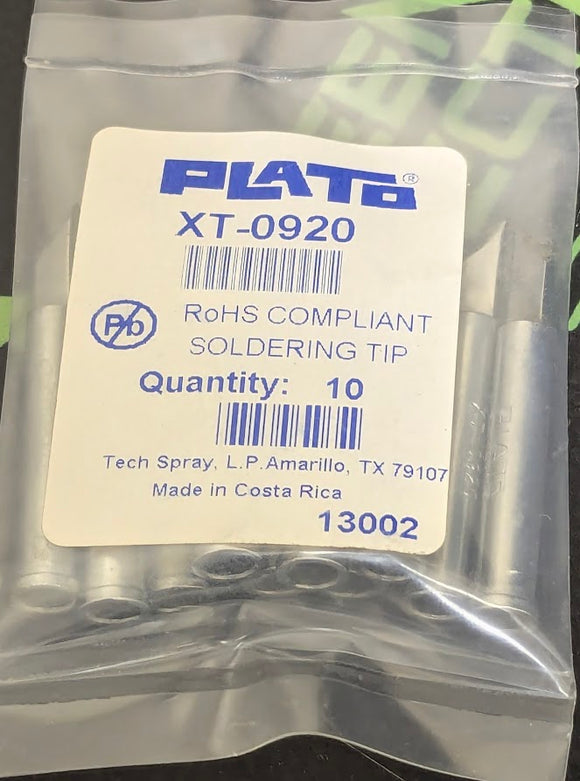 PLATO®
XT-0920
Pb
RoHS COMPLIANT
SOLDERING TIP
Quantity: 10
Tech Spray, L.P. Amarillo, TX 79107
Made in Costa Rica
13002